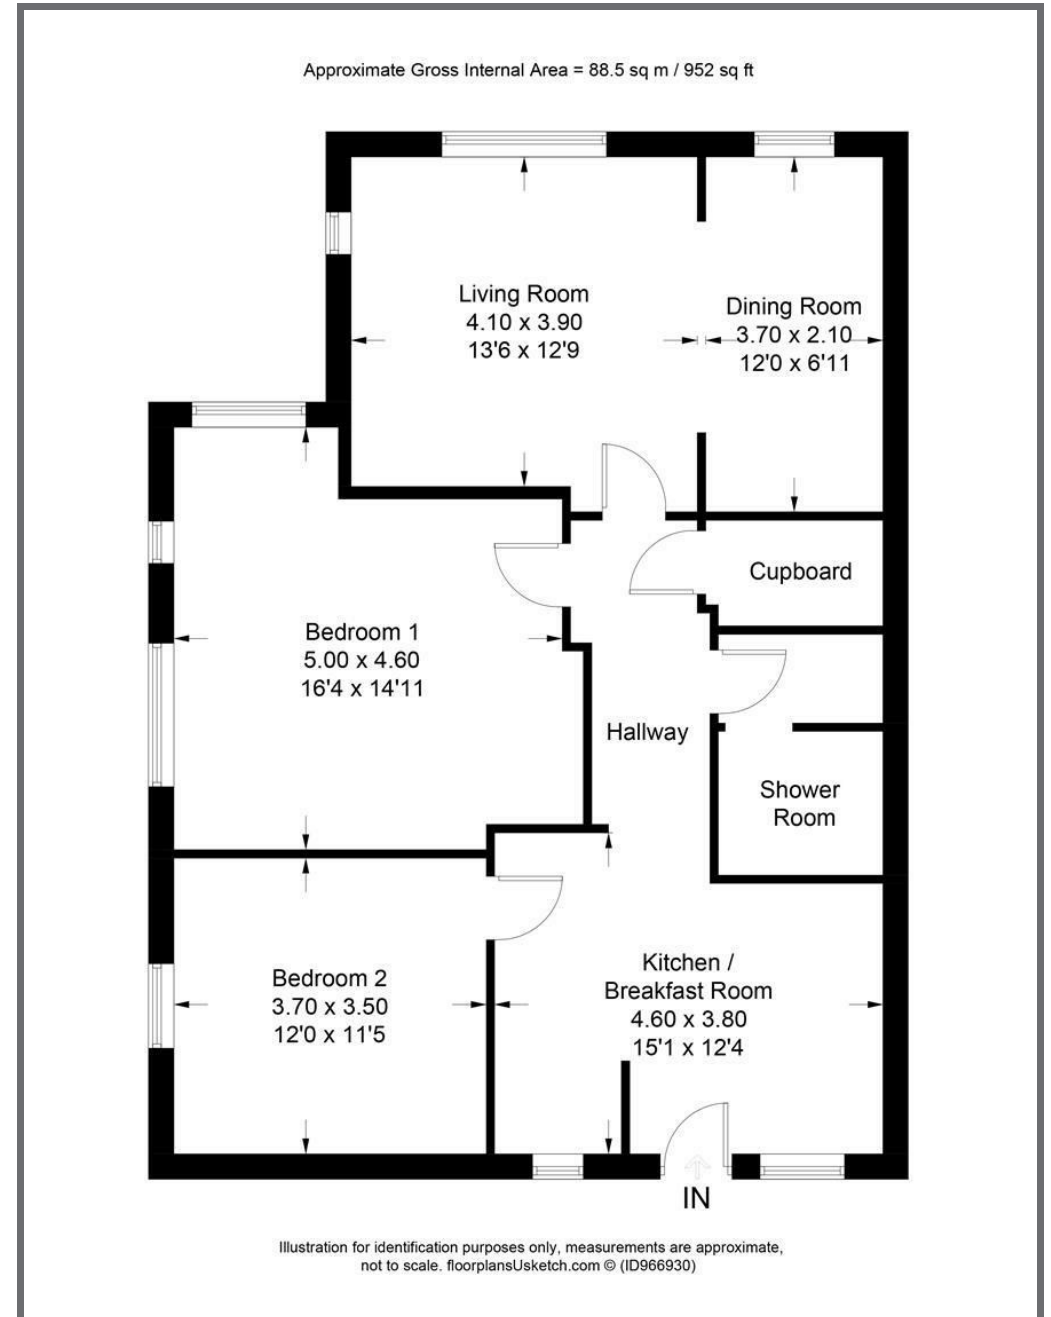 Approximate Gross Internal Area = 88.5 sq m / 952 sq ft
Living Room
4.10 x 3.90
13'6 x 12'9
Dining Room
3.70 x 2.10
12'0 x 6'11
Cupboard
Bedroom 1
5.00 x 4.60
16'4 x 14'11
Hallway
Shower
Room
Bedroom 2
3.70 x 3.50
12'0 x 11'5
Kitchen /
Breakfast Room
4.60 x 3.80
15'1 x 12'4
IN
Illustration for identification purposes only, measurements are approximate,
not to scale. floorplansUsketch.com © (ID966930)